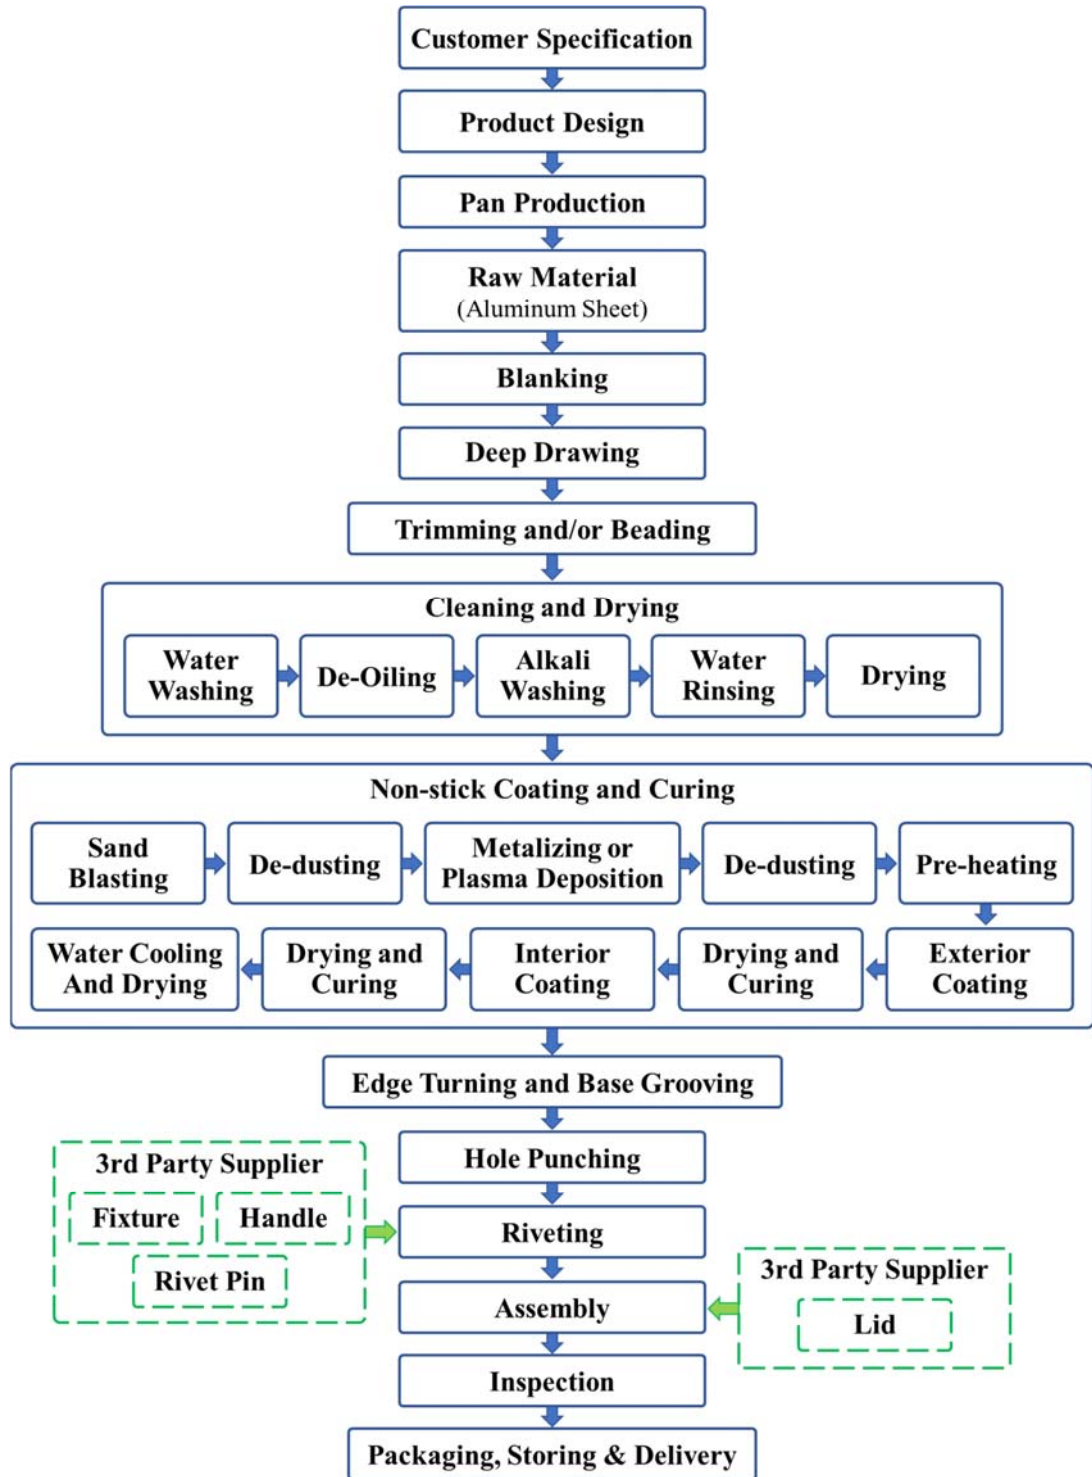 Customer Specification
Product Design
Pan Production
Raw Material
(Aluminum Sheet)
Blanking
Deep Drawing
Trimming and/or Beading
Cleaning and Drying
Water
Washing
De-Oiling
Alkali
Washing
Water
Rinsing
Drying
Non-stick Coating and Curing
Sand
Blasting
De-dusting
Metalizing or
Plasma Deposition
De-dusting
Pre-heating
Exterior
Coating
Drying and
Curing
Interior
Coating
Drying and
Curing
Water Cooling
And Drying
Edge Turning and Base Grooving
Hole Punching
3rd Party Supplier
Fixture
Handle
Rivet Pin
Riveting
3rd Party Supplier
Lid
Assembly
Inspection
Packaging, Storing & Delivery